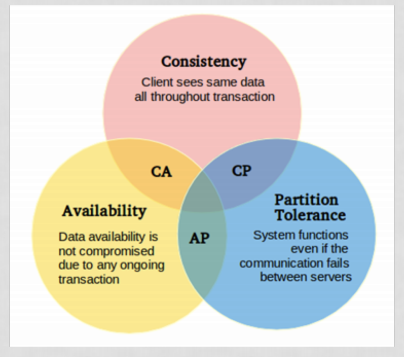 Consistency
Client sees same data
all throughout transaction
CA
CP
Availability
Data availability is
not compromised
due to any ongoing
transaction
AP
Partition
Tolerance
System functions
even if the
communication fails
between servers